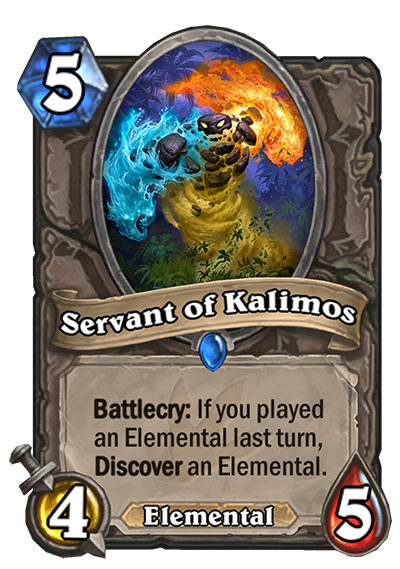 5
Servant of Kalimos
Battlecry: If you played
an Elemental last turn,
Discover an Elemental.
4
Elemental
5